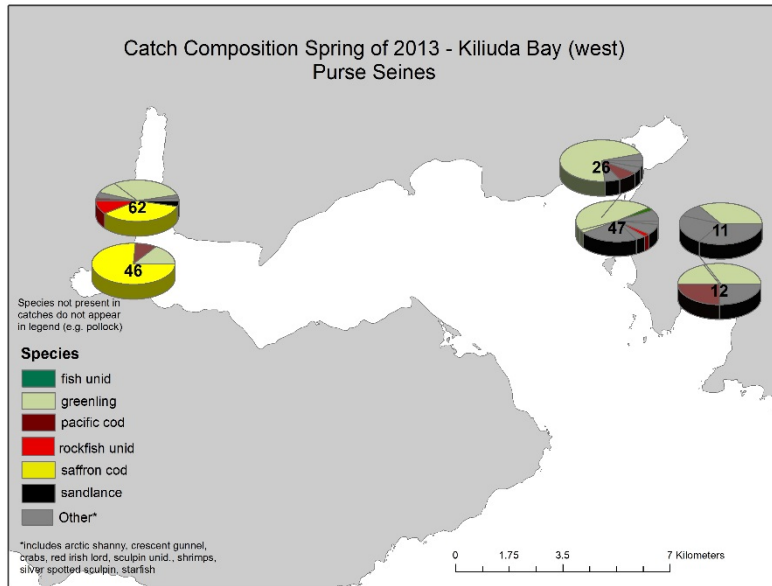 Catch Composition Spring of 2013 - Kiliuda Bay (west)
Purse Seines
26
62
47
11
46
12
Species not present in
catches do not appear
in legend (e.g. pollock)
Species
fish unid
greenling
pacific cod
rockfish unid
saffron cod
sandlance
Other*
*includes arctic shanny, crescent gunnel,
crabs, red irish lord, sculpin unid., shrimps,
silver spotted sculpin, starfish
0 1.75 3.5 7 Kilometers